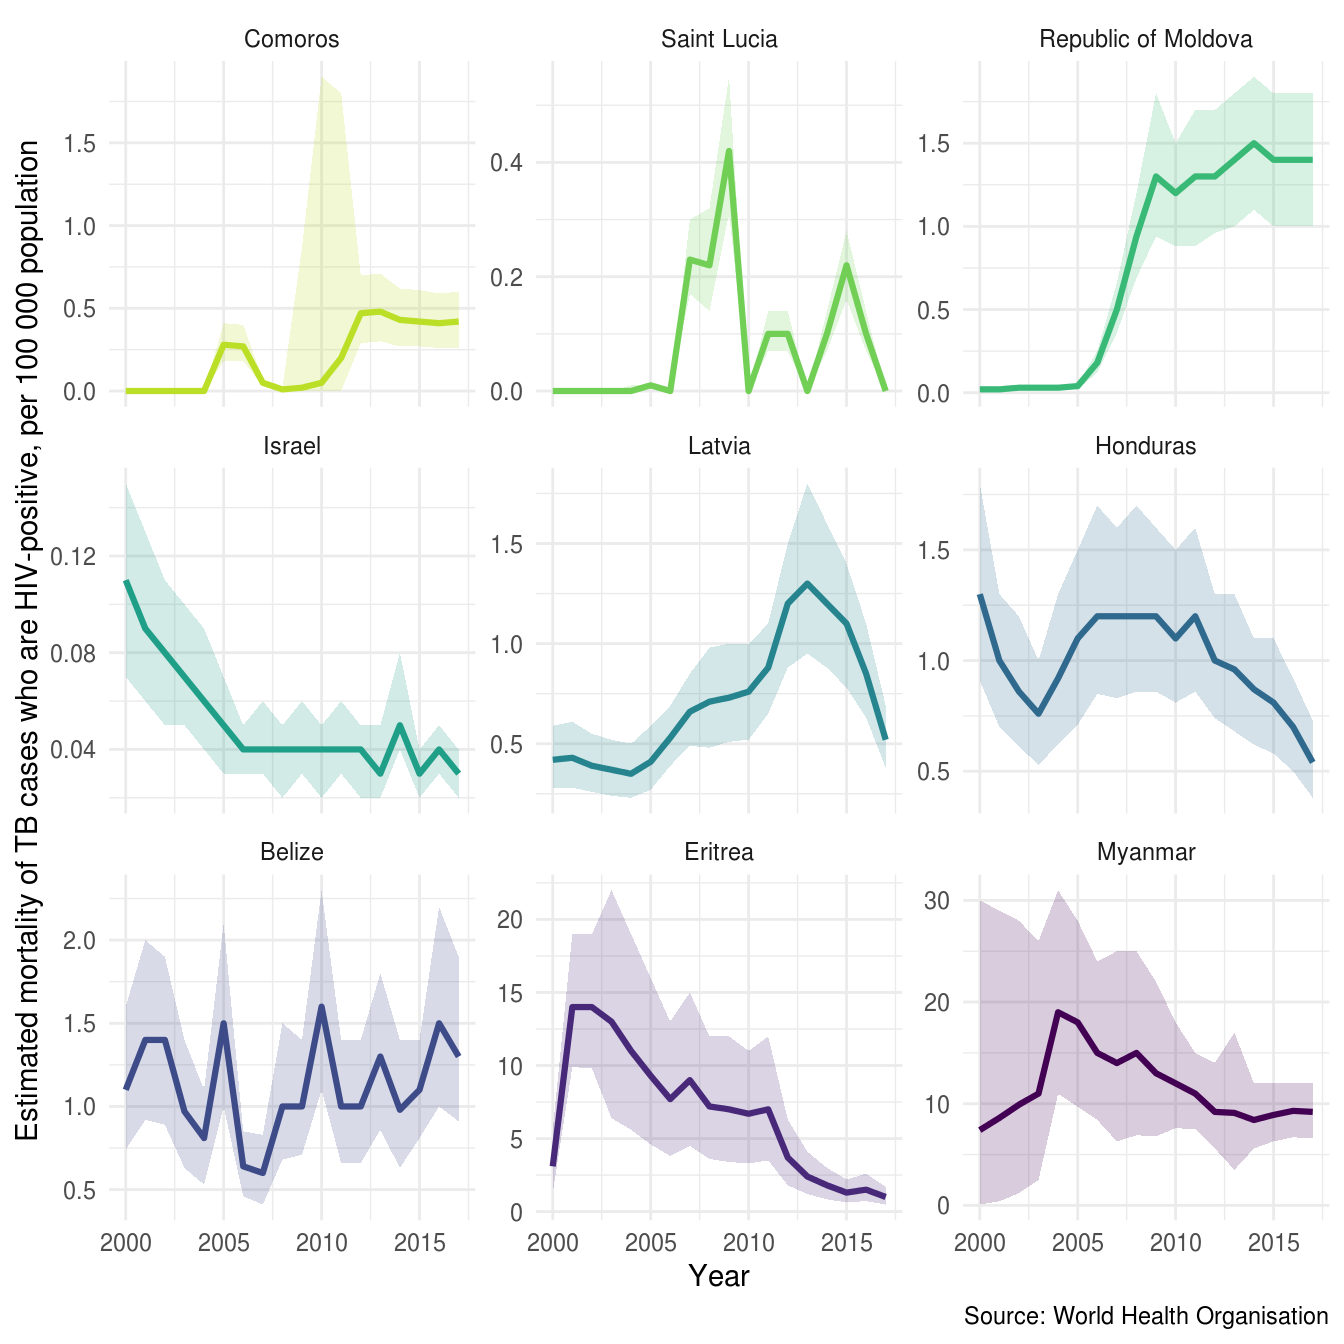 Estimated mortality of TB cases who are HIV-positive, per 100 000 population
Comoros
Saint Lucia
Republic of Moldova
1.5
1.0
0.5
0.0
0.4
0.2
0.0
1.5
1.0
0.5
0.0
Israel
Latvia
Honduras
0.12
0.08
0.04
1.5
1.0
0.5
1.5
1.0
0.5
Belize
Eritrea
Myanmar
2.0
1.5
1.0
0.5
20
15
10
5
0
30
20
10
0
2000 2005 2010 2015
2000 2005 2010 2015
2000 2005 2010 2015
Year
Source: World Health Organisation